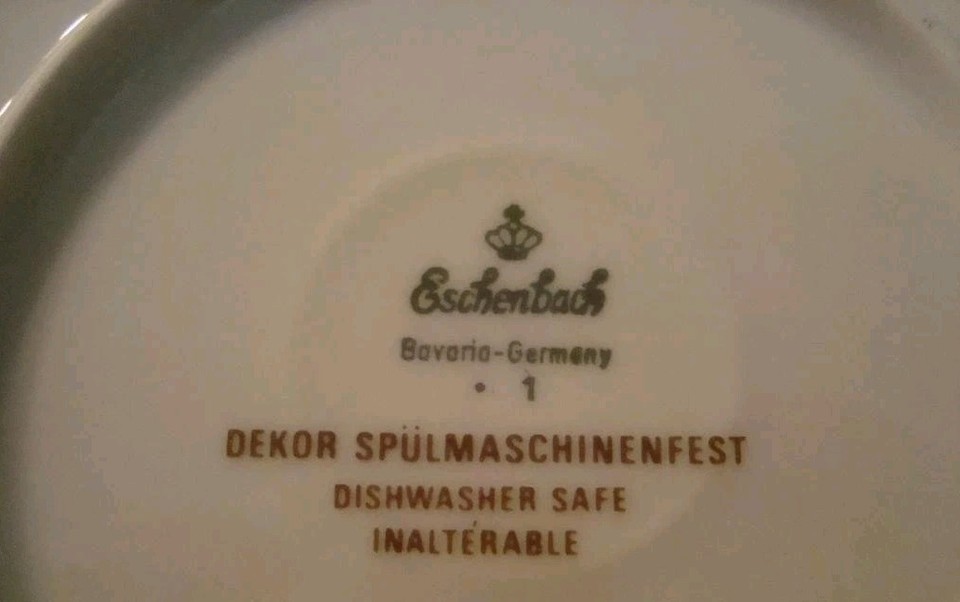 Eschenbach
Bavaria-Germany
• 1
DEKOR SPÜLMASCHINENFEST
DISHWASHER SAFE
INALTÉRABLE